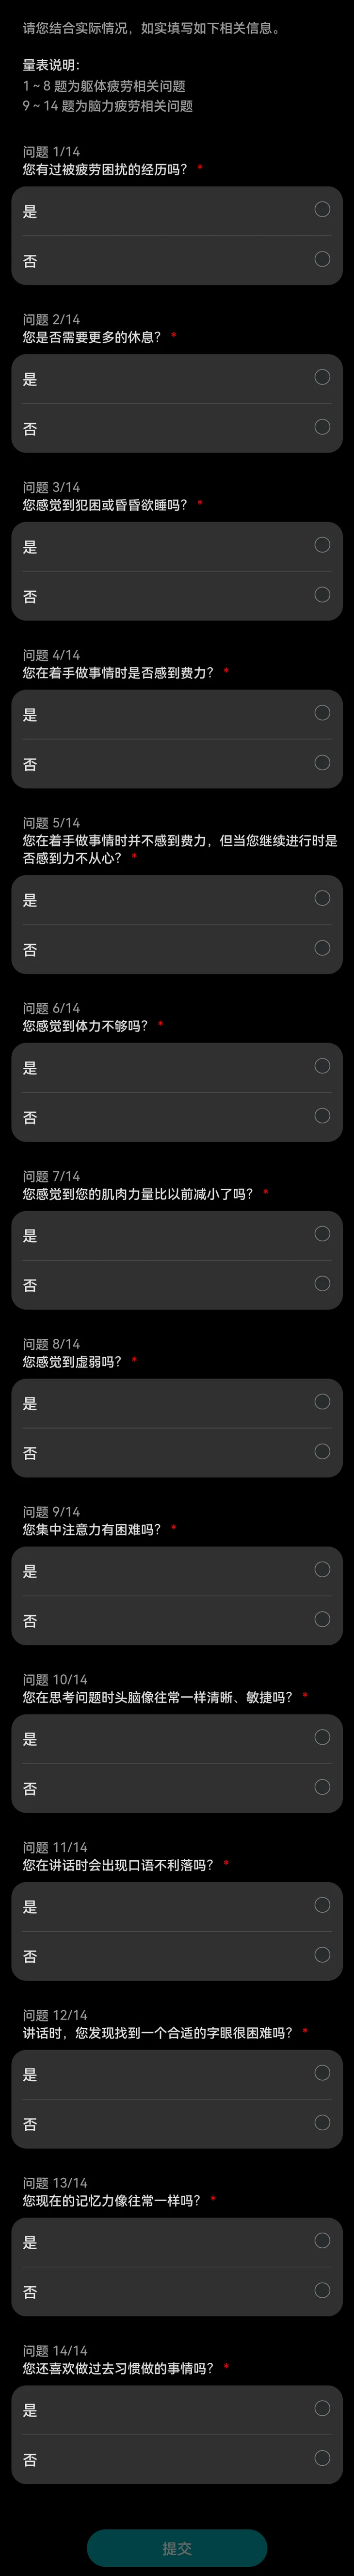 请您结合实际情况，如实填写如下相关信息。
量表说明：
1 ~ 8 题为躯体疲劳相关问题
9 ~ 14 题为脑力疲劳相关问题
问题 1/14
您有过被疲劳困扰的经历吗？ *
是
否
问题 2/14
您是否需要更多的休息？ *
是
否
问题 3/14
您感觉到犯困或昏昏欲睡吗？ *
是
否
问题 4/14
您在着手做事情时是否感到费力？ *
是
否
问题 5/14
您在着手做事情时并不感到费力，但当您继续进行时是
否感到力不从心？ *
是
否
问题 6/14
您感觉到体力不够吗？ *
是
否
问题 7/14
您感觉到您的肌肉力量比以前减小了吗？ *
是
否
问题 8/14
您感觉到虚弱吗？ *
是
否
问题 9/14
您集中注意力有困难吗？ *
是
否
问题 10/14
您在思考问题时头脑像往常一样清晰、敏捷吗？ *
是
否
问题 11/14
您在讲话时会出现口语不利落吗？ *
是
否
问题 12/14
讲话时，您发现找到一个合适的字眼很困难吗？ *
是
否
问题 13/14
您现在的记忆力像往常一样吗？ *
是
否
问题 14/14
您还喜欢做过去习惯做的事情吗？ *
是
否
提交